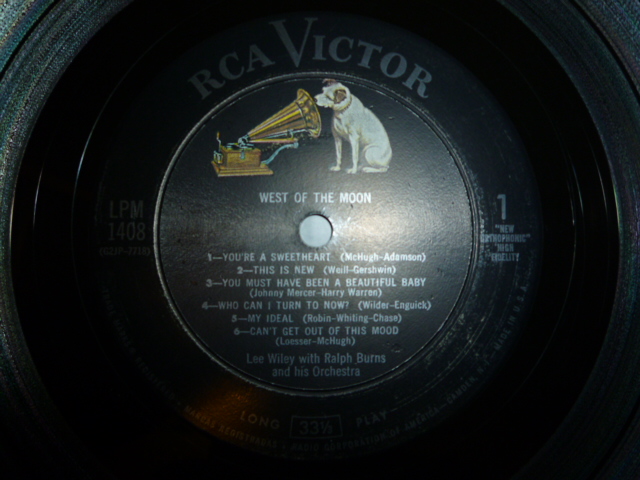 RCA VICTOR
WEST OF THE MOON
LPM
1408
1
"NEW
ORTHOPHONIC"
HIGH
FIDELITY
1—YOU'RE A SWEETHEART (McHugh-Adamson)
2—THIS IS NEW (Weill-Gershwin)
3—YOU MUST HAVE BEEN A BEAUTIFUL BABY
(Johnny Mercer-Harry Warren)
4—WHO CAN I TURN TO NOW? (Wilder-Enguick)
5—MY IDEAL (Robin-Whiting-Chase)
6—CAN'T GET OUT OF THIS MOOD
(Loesser-McHugh)
Lee Wiley with Ralph Burns
and his Orchestra
LONG 33⅓ PLAY